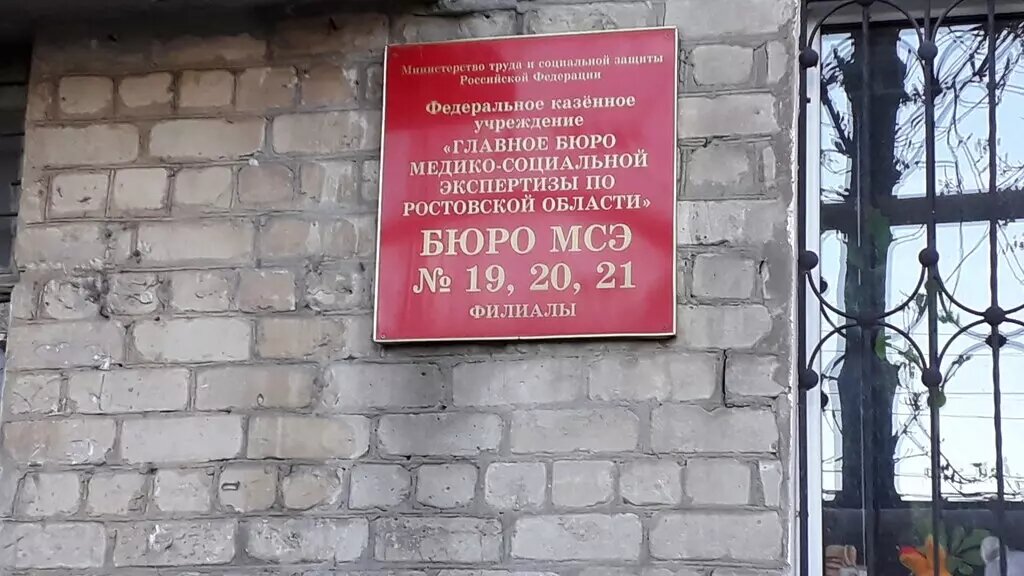 Министерство труда и социальной защиты
Российской Федерации
Федеральное казённое
учреждение
«ГЛАВНОЕ БЮРО
МЕДИКО-СОЦИАЛЬНОЙ
ЭКСПЕРТИЗЫ ПО
РОСТОВСКОЙ ОБЛАСТИ»
БЮРО МСЭ
№ 19, 20, 21
ФИЛИАЛЫ